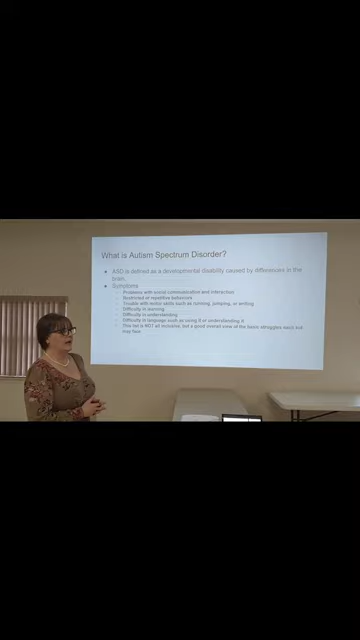 What is Autism Spectrum Disorder?
● ASD is defined as a developmental disability caused by differences in the
brain.
● Symptoms
○ Problems with social communication and interaction
○ Restricted or repetitive behaviors
○ Trouble with motor skills such as running, jumping, or writing
○ Difficulty in learning
○ Difficulty in understanding
○ Difficulty in language such as using it or understanding it
○ This list is NOT all inclusive, but a good overall view of the basic struggles each
may face